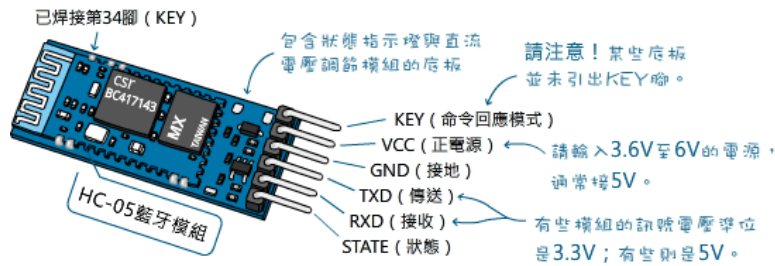 已焊接第34腳（KEY）
包含狀態指示燈與直流
電壓調節模組的底板
請注意！某些底板
並未引出KEY腳。
CSr
BC417143
MX
TAIWAN
KEY（命令回應模式）
VCC（正電源）
GND（接地）
TXD（傳送）
RXD（接收）
STATE（狀態）
請輸入3.6V至6V的電源，
通常接5V。
有些模組的訊號電壓準位
是3.3V；有些則是5V。
HC-05藍牙模組